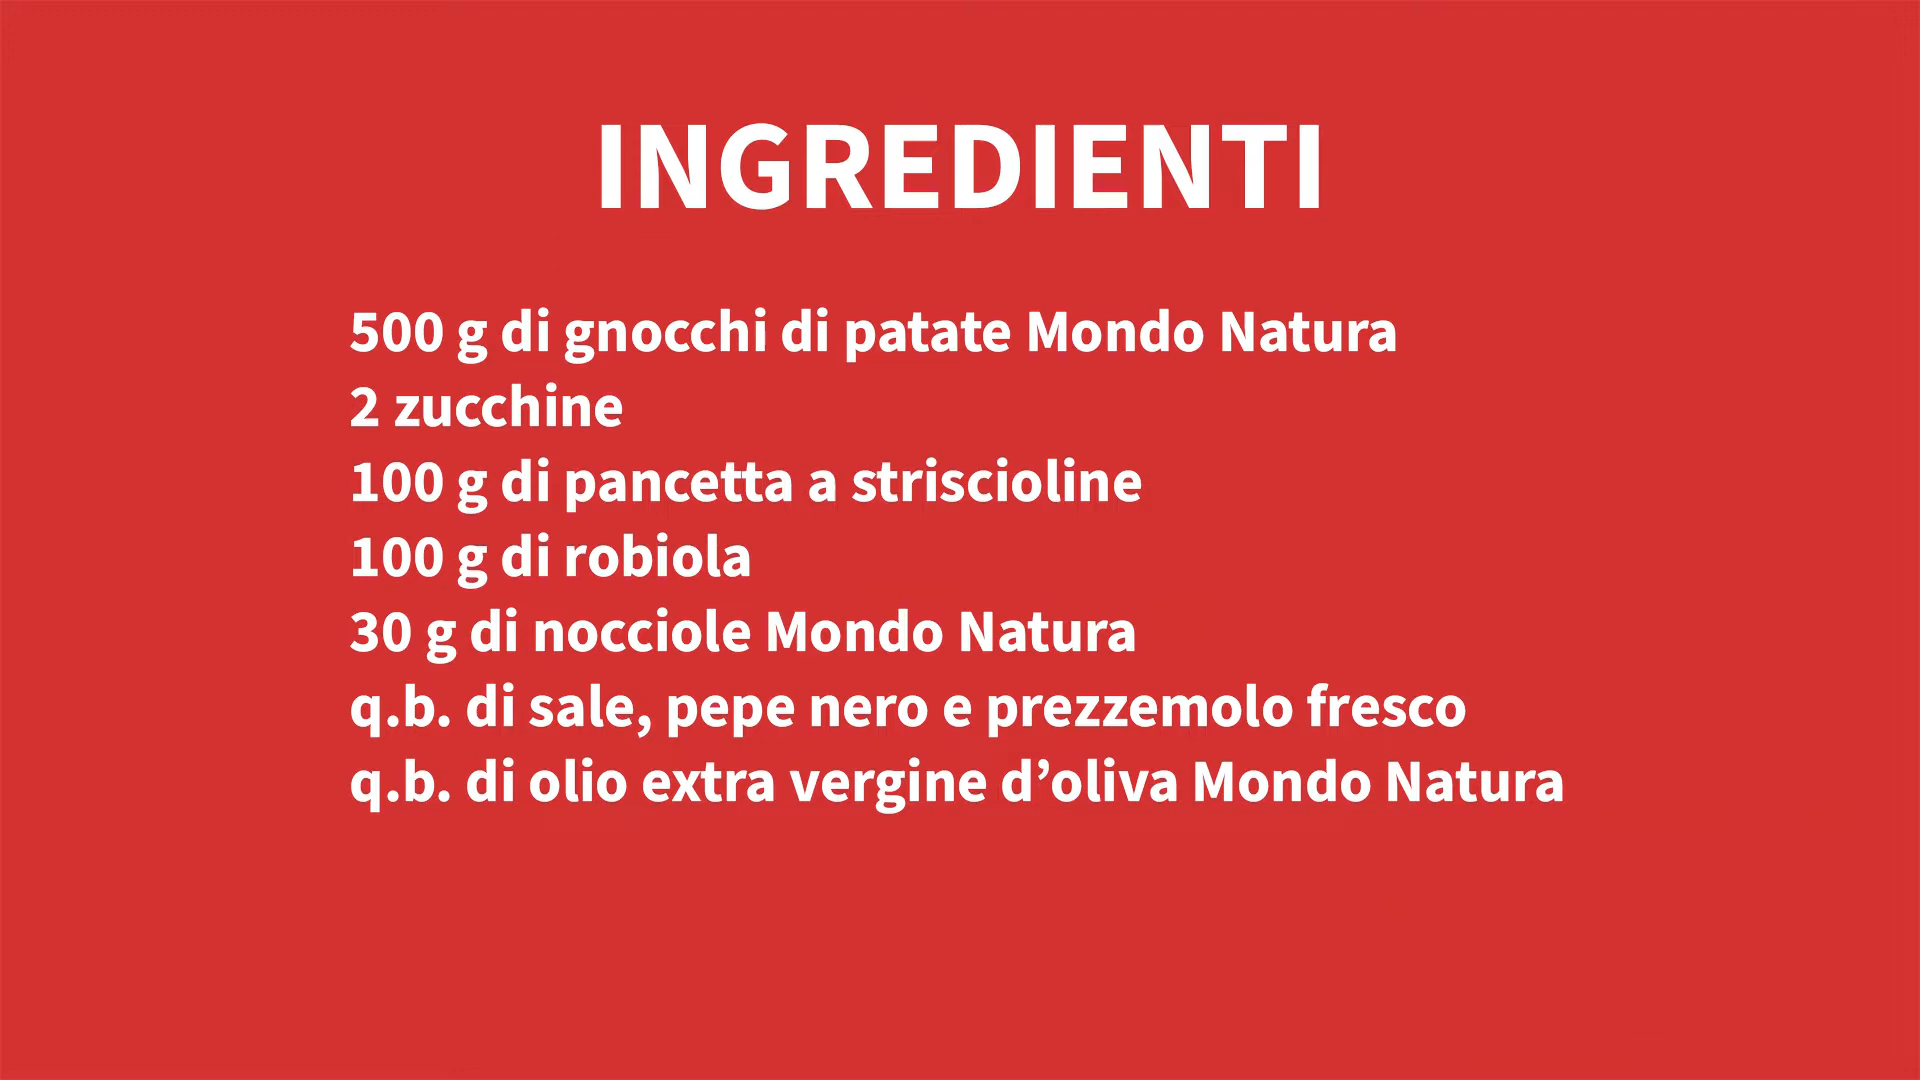 INGREDIENTI
500 g di gnocchi di patate Mondo Natura
2 zucchine
100 g di pancetta a striscioline
100 g di robiola
30 g di nocciole Mondo Natura
q.b. di sale, pepe nero e prezzemolo fresco
q.b. di olio extra vergine d’oliva Mondo Natura